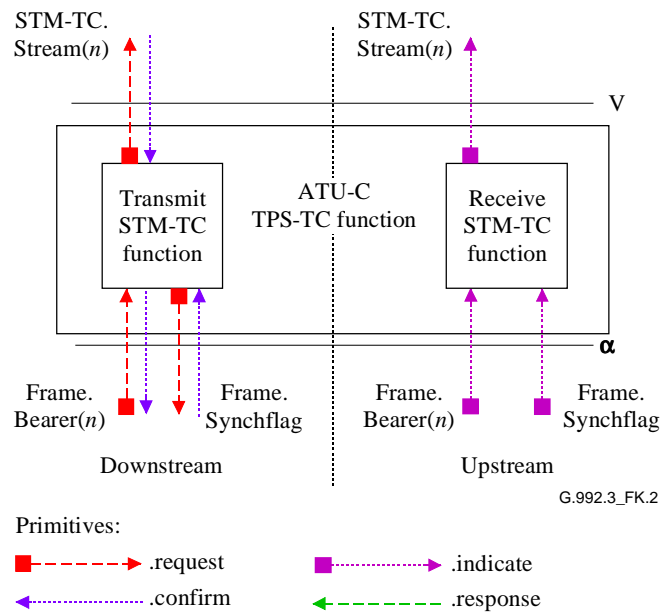 STM-TC.
Stream(n)
STM-TC.
Stream(n)
V
Transmit
STM-TC
function
ATU-C
TPS-TC function
Receive
STM-TC
function
α
Frame.
Bearer(n)
Frame.
Synchflag
Frame.
Bearer(n)
Frame.
Synchflag
Downstream
Upstream
G.992.3_FK.2
Primitives:
.request
.indicate
.confirm
.response